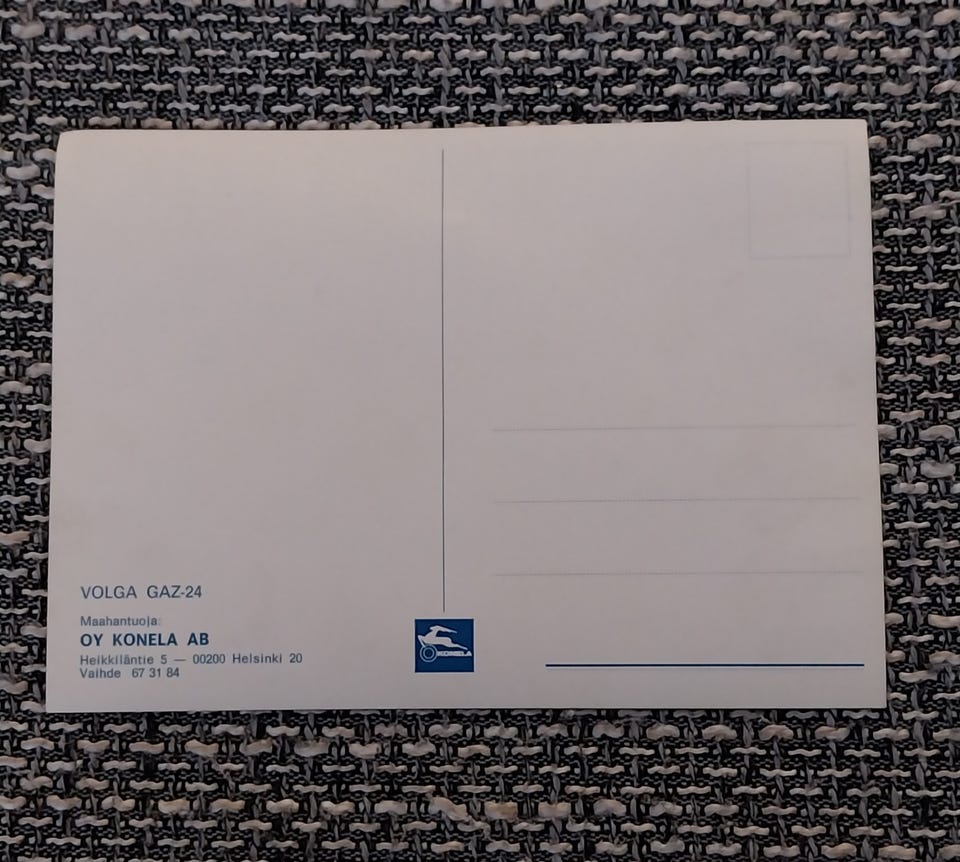 VOLGA GAZ-24
Maahantuoja:
OY KONELA AB
Heikkiläntie 5 — 00200 Helsinki 20
Vaihde 67 31 84
KONELA